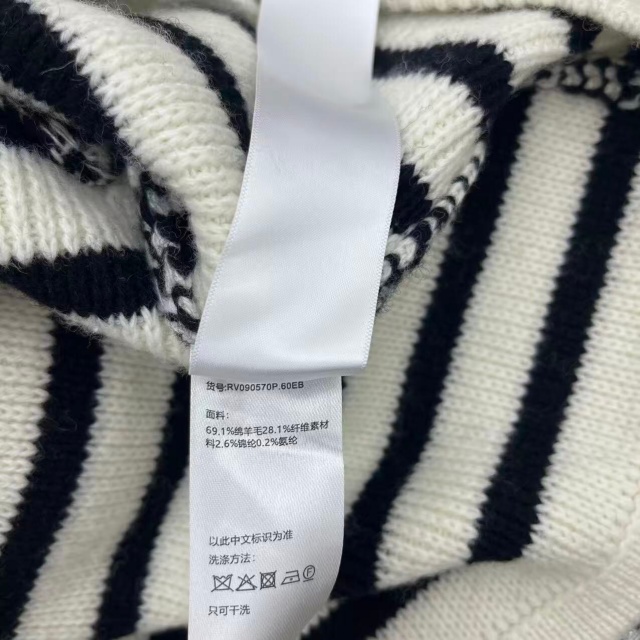 货号:RV090570P.60EB
面料:
69.1%绵羊毛28.1%纤维素材
料2.6%锦纶0.2%氨纶
以此中文标识为准
洗涤方法:
只可干洗